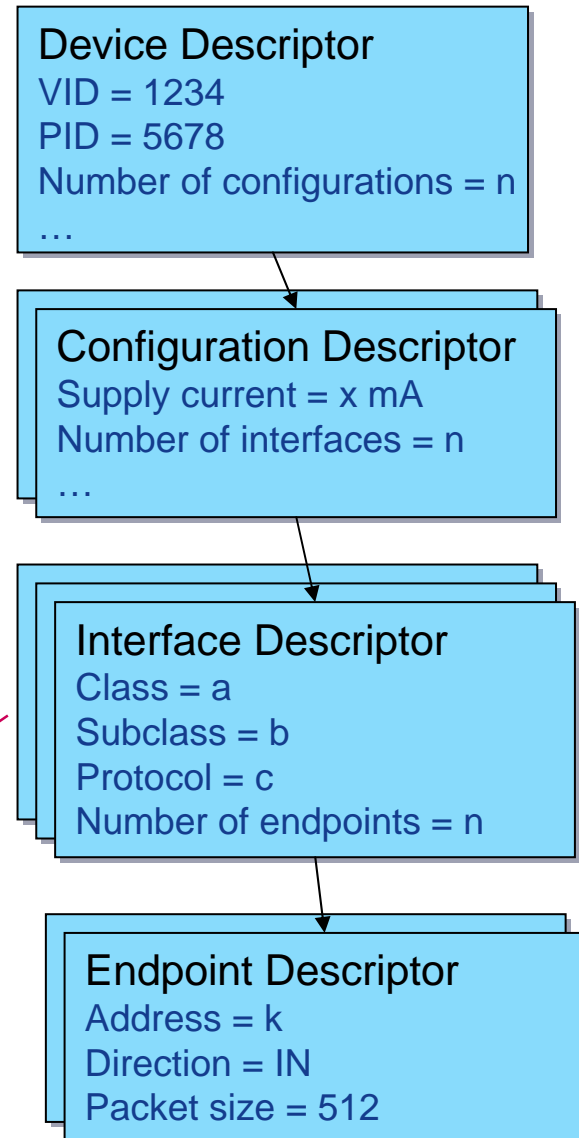 Device Descriptor
VID = 1234
PID = 5678
Number of configurations = n
…
Configuration Descriptor
Supply current = x mA
Number of interfaces = n
…
Interface Descriptor
Class = a
Subclass = b
Protocol = c
Number of endpoints = n
Endpoint Descriptor
Address = k
Direction = IN
Packet size = 512